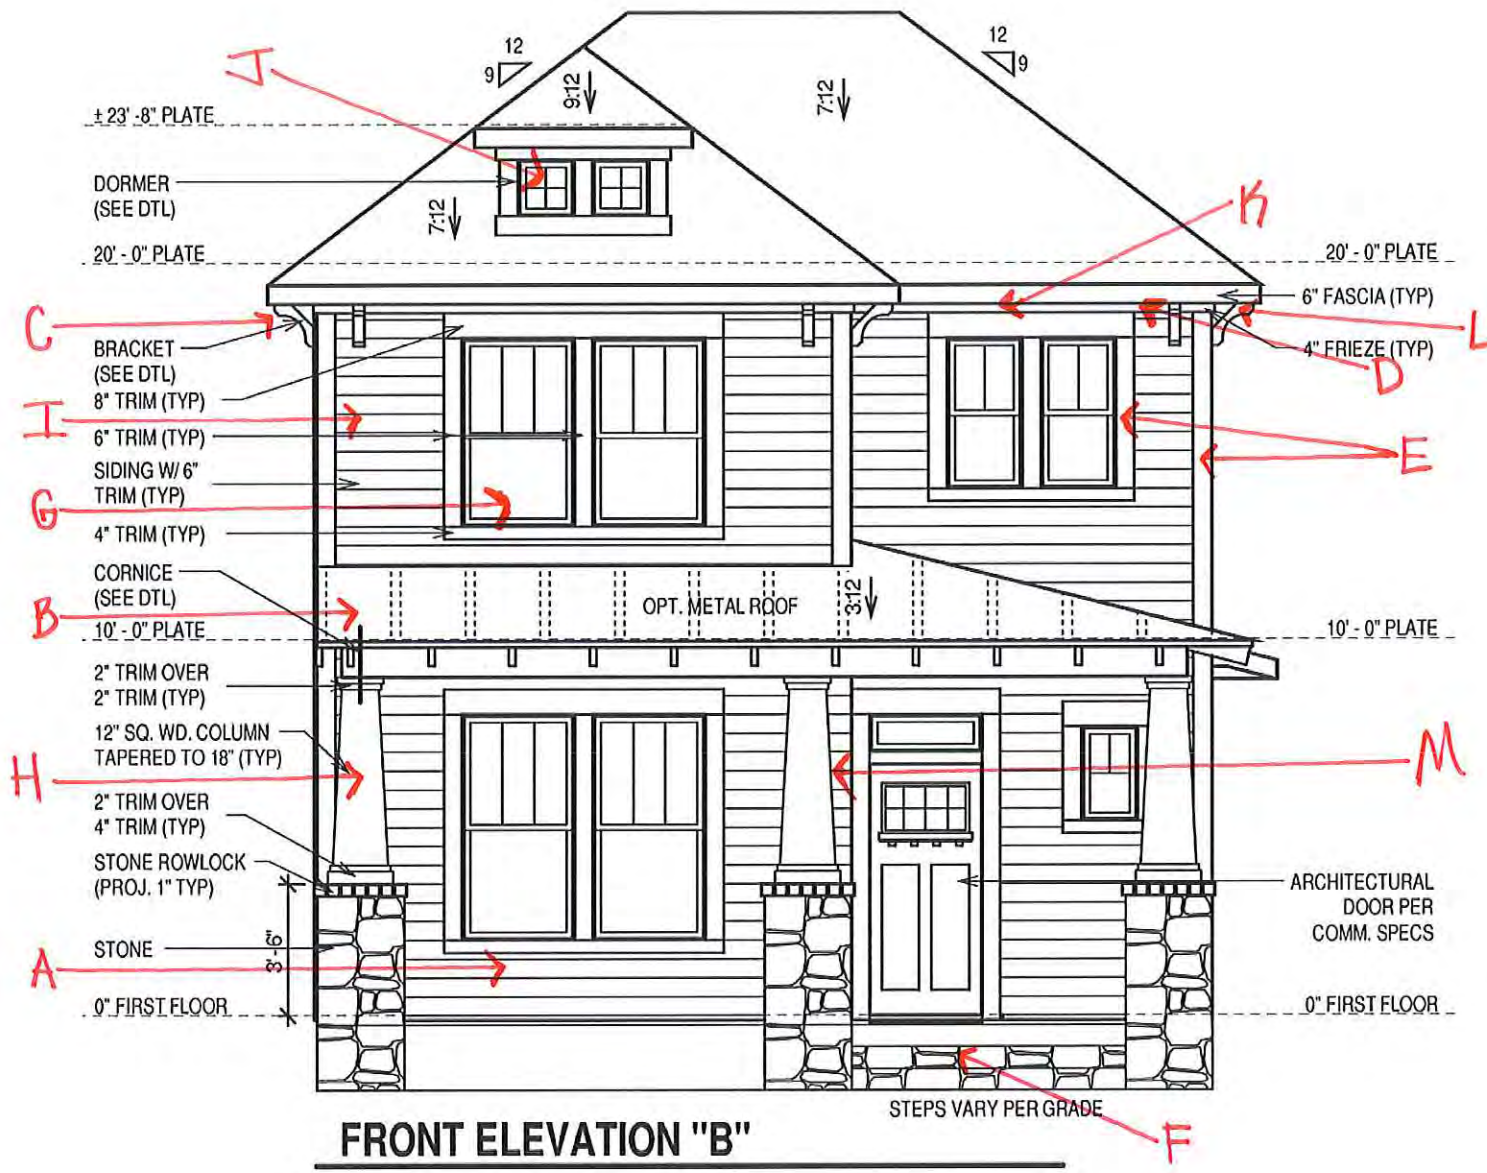 J
12
9
9:12
7:12
12
9
± 23' -8" PLATE
DORMER
(SEE DTL)
7:12
K
20' - 0" PLATE
20' - 0" PLATE
6" FASCIA (TYP)
C
L
BRACKET
(SEE DTL)
4" FRIEZE (TYP)
D
8" TRIM (TYP)
I
6" TRIM (TYP)
E
SIDING W/ 6"
TRIM (TYP)
G
4" TRIM (TYP)
CORNICE
(SEE DTL)
B
OPT. METAL ROOF
3:12
10' - 0" PLATE
10' - 0" PLATE
2" TRIM OVER
2" TRIM (TYP)
12" SQ. WD. COLUMN
TAPERED TO 18" (TYP)
H
M
2" TRIM OVER
4" TRIM (TYP)
STONE ROWLOCK
(PROJ. 1" TYP)
ARCHITECTURAL
DOOR PER
COMM. SPECS
STONE
3'-6"
A
0" FIRST FLOOR
0" FIRST FLOOR
STEPS VARY PER GRADE
F
FRONT ELEVATION "B"